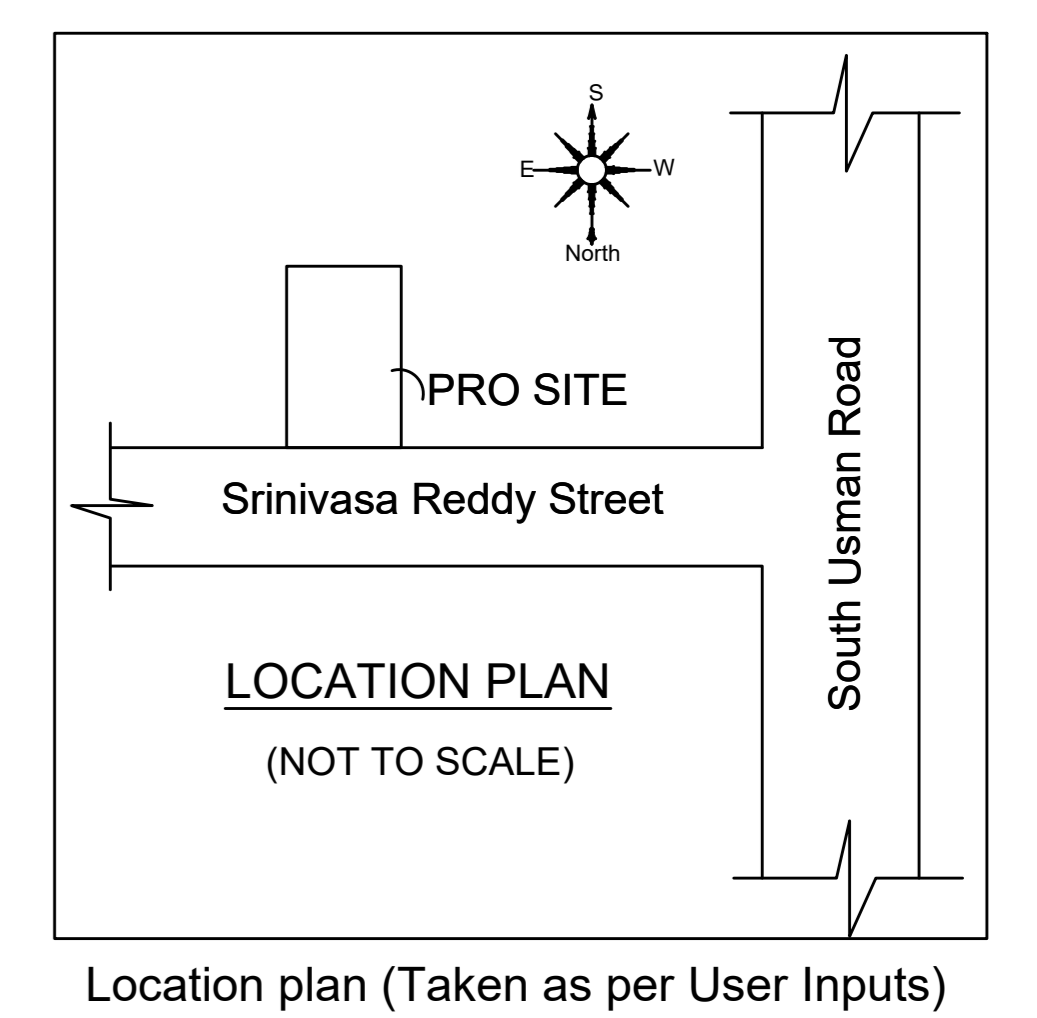 S
E
W
North
PRO SITE
Srinivasa Reddy Street
South Usman Road
LOCATION PLAN
(NOT TO SCALE)
Location plan (Taken as per User Inputs)